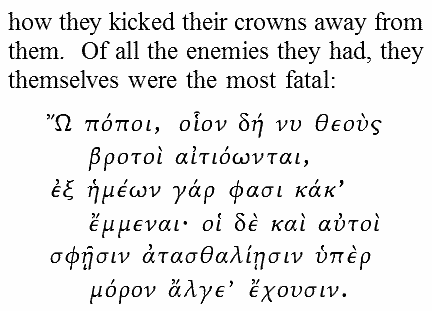 how they kicked their crowns away from
them. Of all the enemies they had, they
themselves were the most fatal:
Ὢ πόποι, οἷον δή νυ θεοὺς
βροτοὶ αἰτιόωνται,
ἐξ ἡμέων γάρ φασι κάκ’
ἔμμεναι· οἱ δὲ καὶ αὐτοὶ
σφῇσιν ἀτασθαλίῃσιν ὑπὲρ
μόρον ἄλγε’ ἔχουσιν.